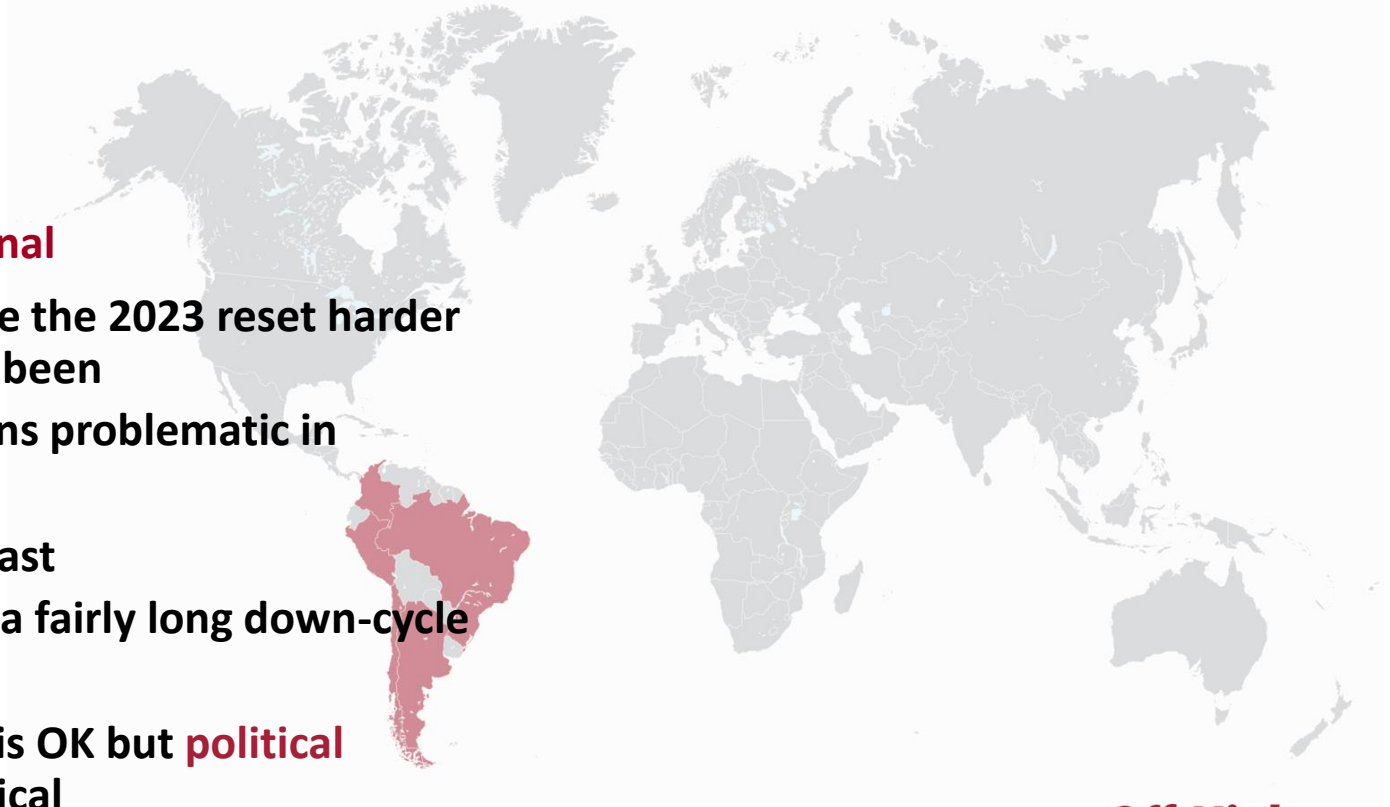 nal
e the 2023 reset harder
been
ns problematic in
ast
a fairly long down-cycle
is OK but political
ical